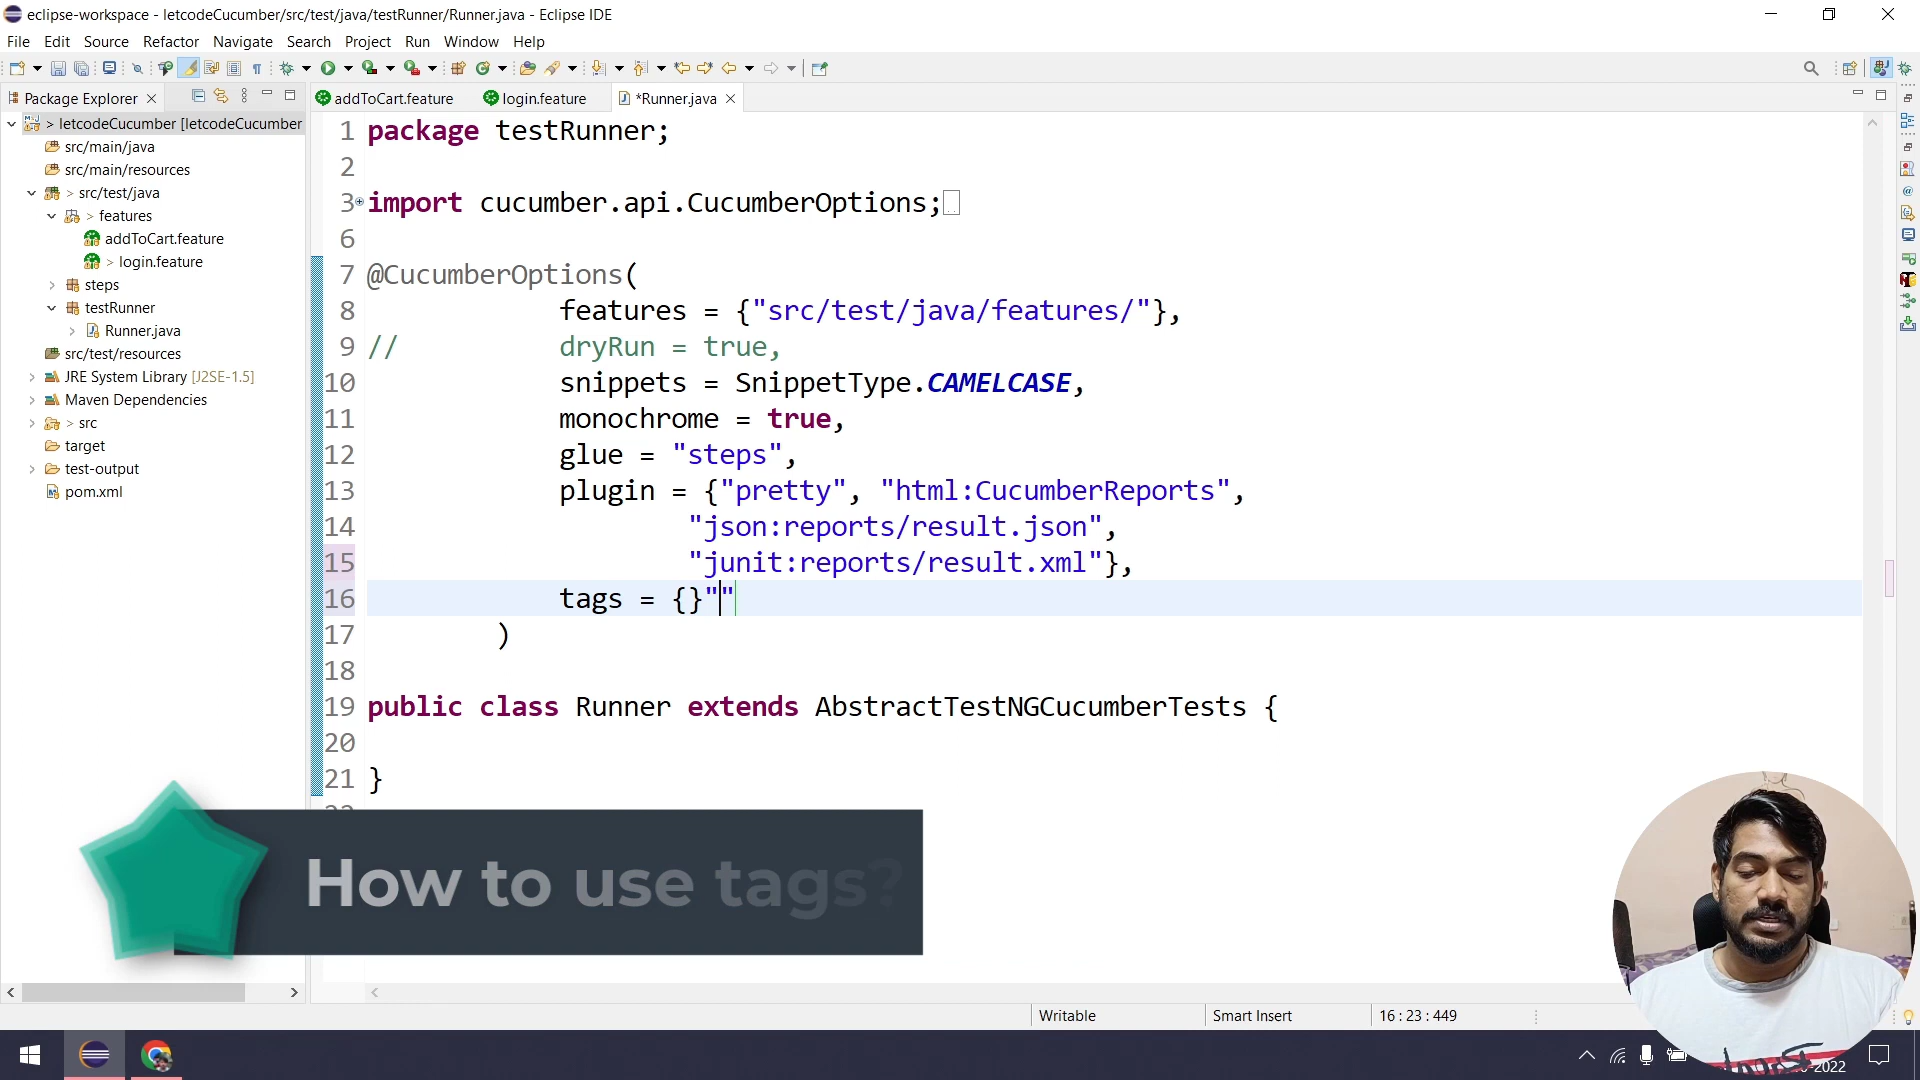 eclipse-workspace - letcodeCucumber/src/test/java/testRunner/Runner.java - Eclipse IDE
File Edit Source Refactor Navigate Search Project Run Window Help
Package Explorer
addToCart.feature login.feature *Runner.java
> letcodeCucumber [letcodeCucumber
src/main/java
src/main/resources
> src/test/java
> features
addToCart.feature
> login.feature
steps
testRunner
Runner.java
src/test/resources
JRE System Library [J2SE-1.5]
Maven Dependencies
> src
target
test-output
pom.xml
1 package testRunner;
2
3 import cucumber.api.CucumberOptions;
6
7 @CucumberOptions(
8 features = {"src/test/java/features/"},
9 // dryRun = true,
10 snippets = SnippetType.CAMELCASE,
11 monochrome = true,
12 glue = "steps",
13 plugin = {"pretty", "html:CucumberReports",
14 "json:reports/result.json",
15 "junit:reports/result.xml"},
16 tags = {}""
17 )
18
19 public class Runner extends AbstractTestNGCucumberTests {
20
21 }
How to use tags?
Writable Smart Insert 16 : 23 : 449
-2022